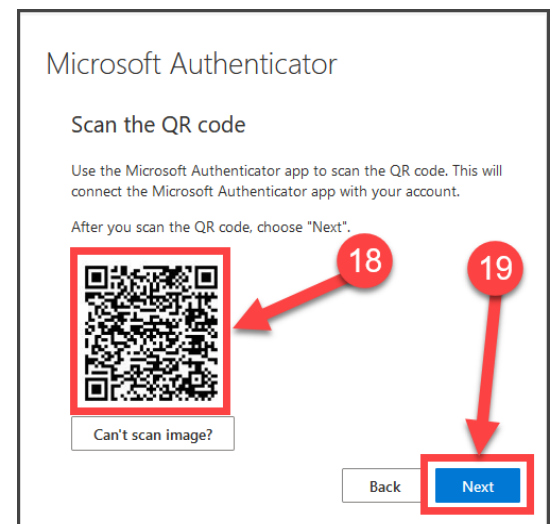 Microsoft Authenticator
Scan the QR code
Use the Microsoft Authenticator app to scan the QR code. This will
connect the Microsoft Authenticator app with your account.
After you scan the QR code, choose "Next".
18
19
Can't scan image?
Back
Next